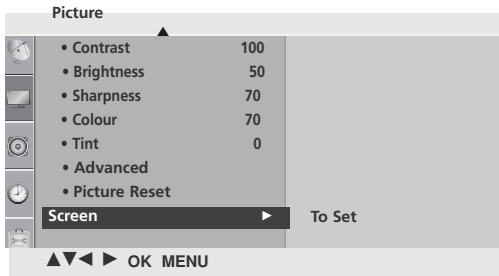 Picture
• Contrast 100
• Brightness 50
• Sharpness 70
• Colour 70
• Tint 0
• Advanced
• Picture Reset
Screen ► To Set
▲▼◄ ► OK MENU